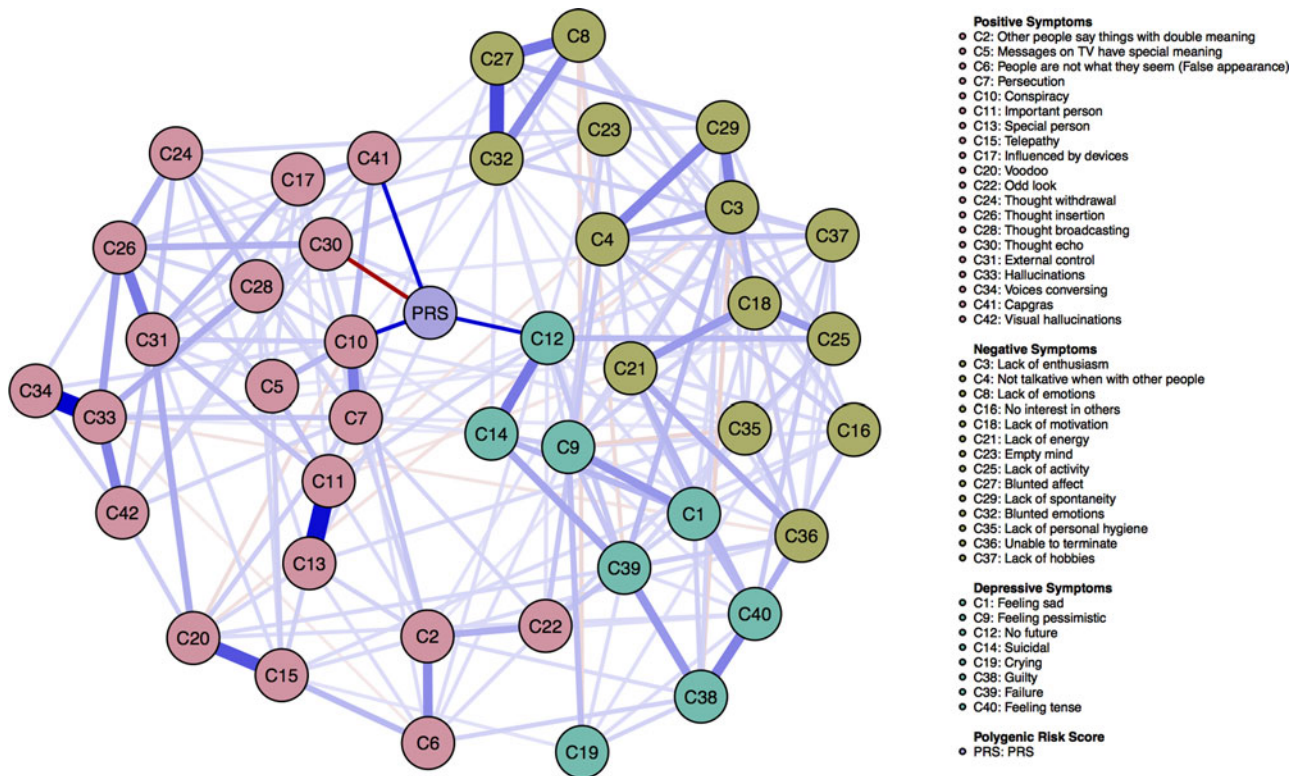 C8
C27
C23
C29
C24
C41
C32
C17
C3
C4
C37
C26
C30
C28
PRS
C18
C31
C10
C12
C25
C21
C34
C5
C33
C7
C14
C9
C35
C16
C11
C42
C1
C36
C13
C39
C40
C20
C2
C22
C15
C38
C6
C19
Positive Symptoms
C2: Other people say things with double meaning
C5: Messages on TV have special meaning
C6: People are not what they seem (False appearance)
C7: Persecution
C10: Conspiracy
C11: Important person
C13: Special person
C15: Telepathy
C17: Influenced by devices
C20: Voodoo
C22: Odd look
C24: Thought withdrawal
C26: Thought insertion
C28: Thought broadcasting
C30: Thought echo
C31: External control
C33: Hallucinations
C34: Voices conversing
C41: Capgras
C42: Visual hallucinations
Negative Symptoms
C3: Lack of enthusiasm
C4: Not talkative when with other people
C8: Lack of emotions
C16: No interest in others
C18: Lack of motivation
C21: Lack of energy
C23: Empty mind
C25: Lack of activity
C27: Blunted affect
C29: Lack of spontaneity
C32: Blunted emotions
C35: Lack of personal hygiene
C36: Unable to terminate
C37: Lack of hobbies
Depressive Symptoms
C1: Feeling sad
C9: Feeling pessimistic
C12: No future
C14: Suicidal
C19: Crying
C38: Guilty
C39: Failure
C40: Feeling tense
Polygenic Risk Score
PRS: PRS